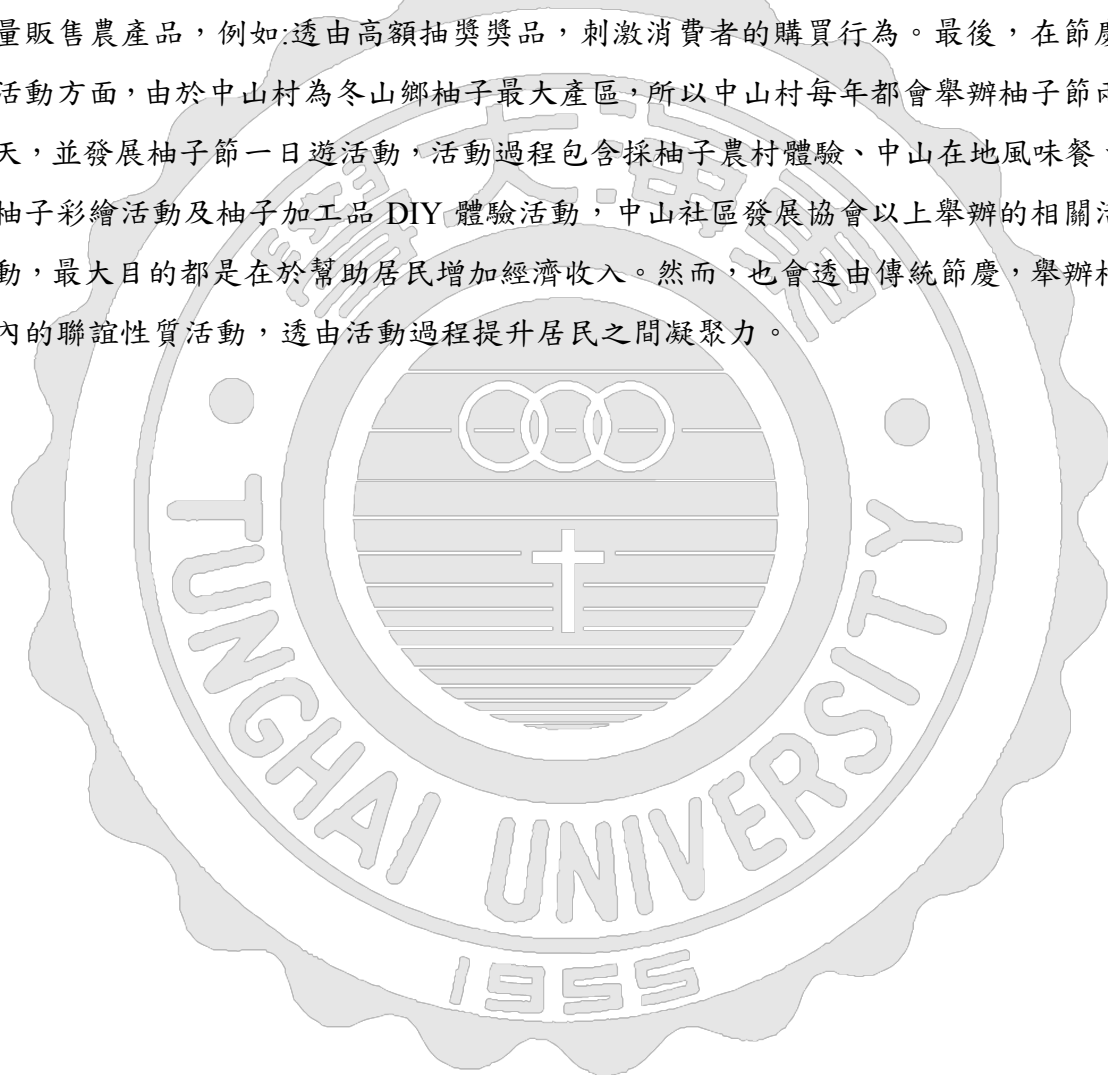 量販售農產品,例如:透由高額抽獎獎品,刺激消費者的購買行為。最後,在節慶
活動方面,由於中山村為冬山鄉柚子最大產區,所以中山村每年都會舉辦柚子節兩
天,並發展柚子節一日遊活動,活動過程包含採柚子農村體驗、中山在地風味餐、
柚子彩繪活動及柚子加工品 DIY 體驗活動,中山社區發展協會以上舉辦的相關活
動,最大目的都是在於幫助居民增加經濟收入。然而,也會透由傳統節慶,舉辦村
內的聯誼性質活動,透由活動過程提升居民之間凝聚力。
學大海東
TUNGHAI UNIVERSITY
1955